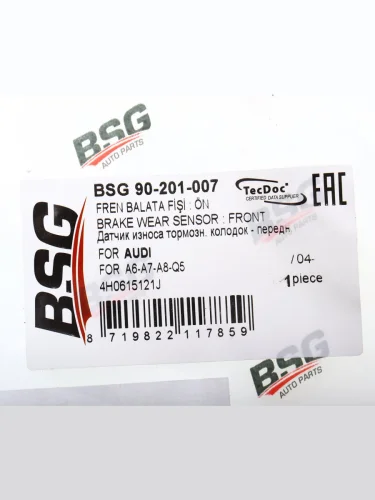 BSG
AUTO PARTS
BSG 90-201-007
TecDoc
CERTIFIED DATA SUPPLIER
EAC
FREN BALATA FİŞİ : ÖN
BRAKE WEAR SENSOR : FRONT
Датчик износа тормозн. колодок - передн
FOR AUDI
FOR A6-A7-A8-Q5
/04-
4H0615121J
1piece
8 719822 117859
BSG
AUTO PARTS
BSG
AUTO PARTS
BSG
AUTO PARTS